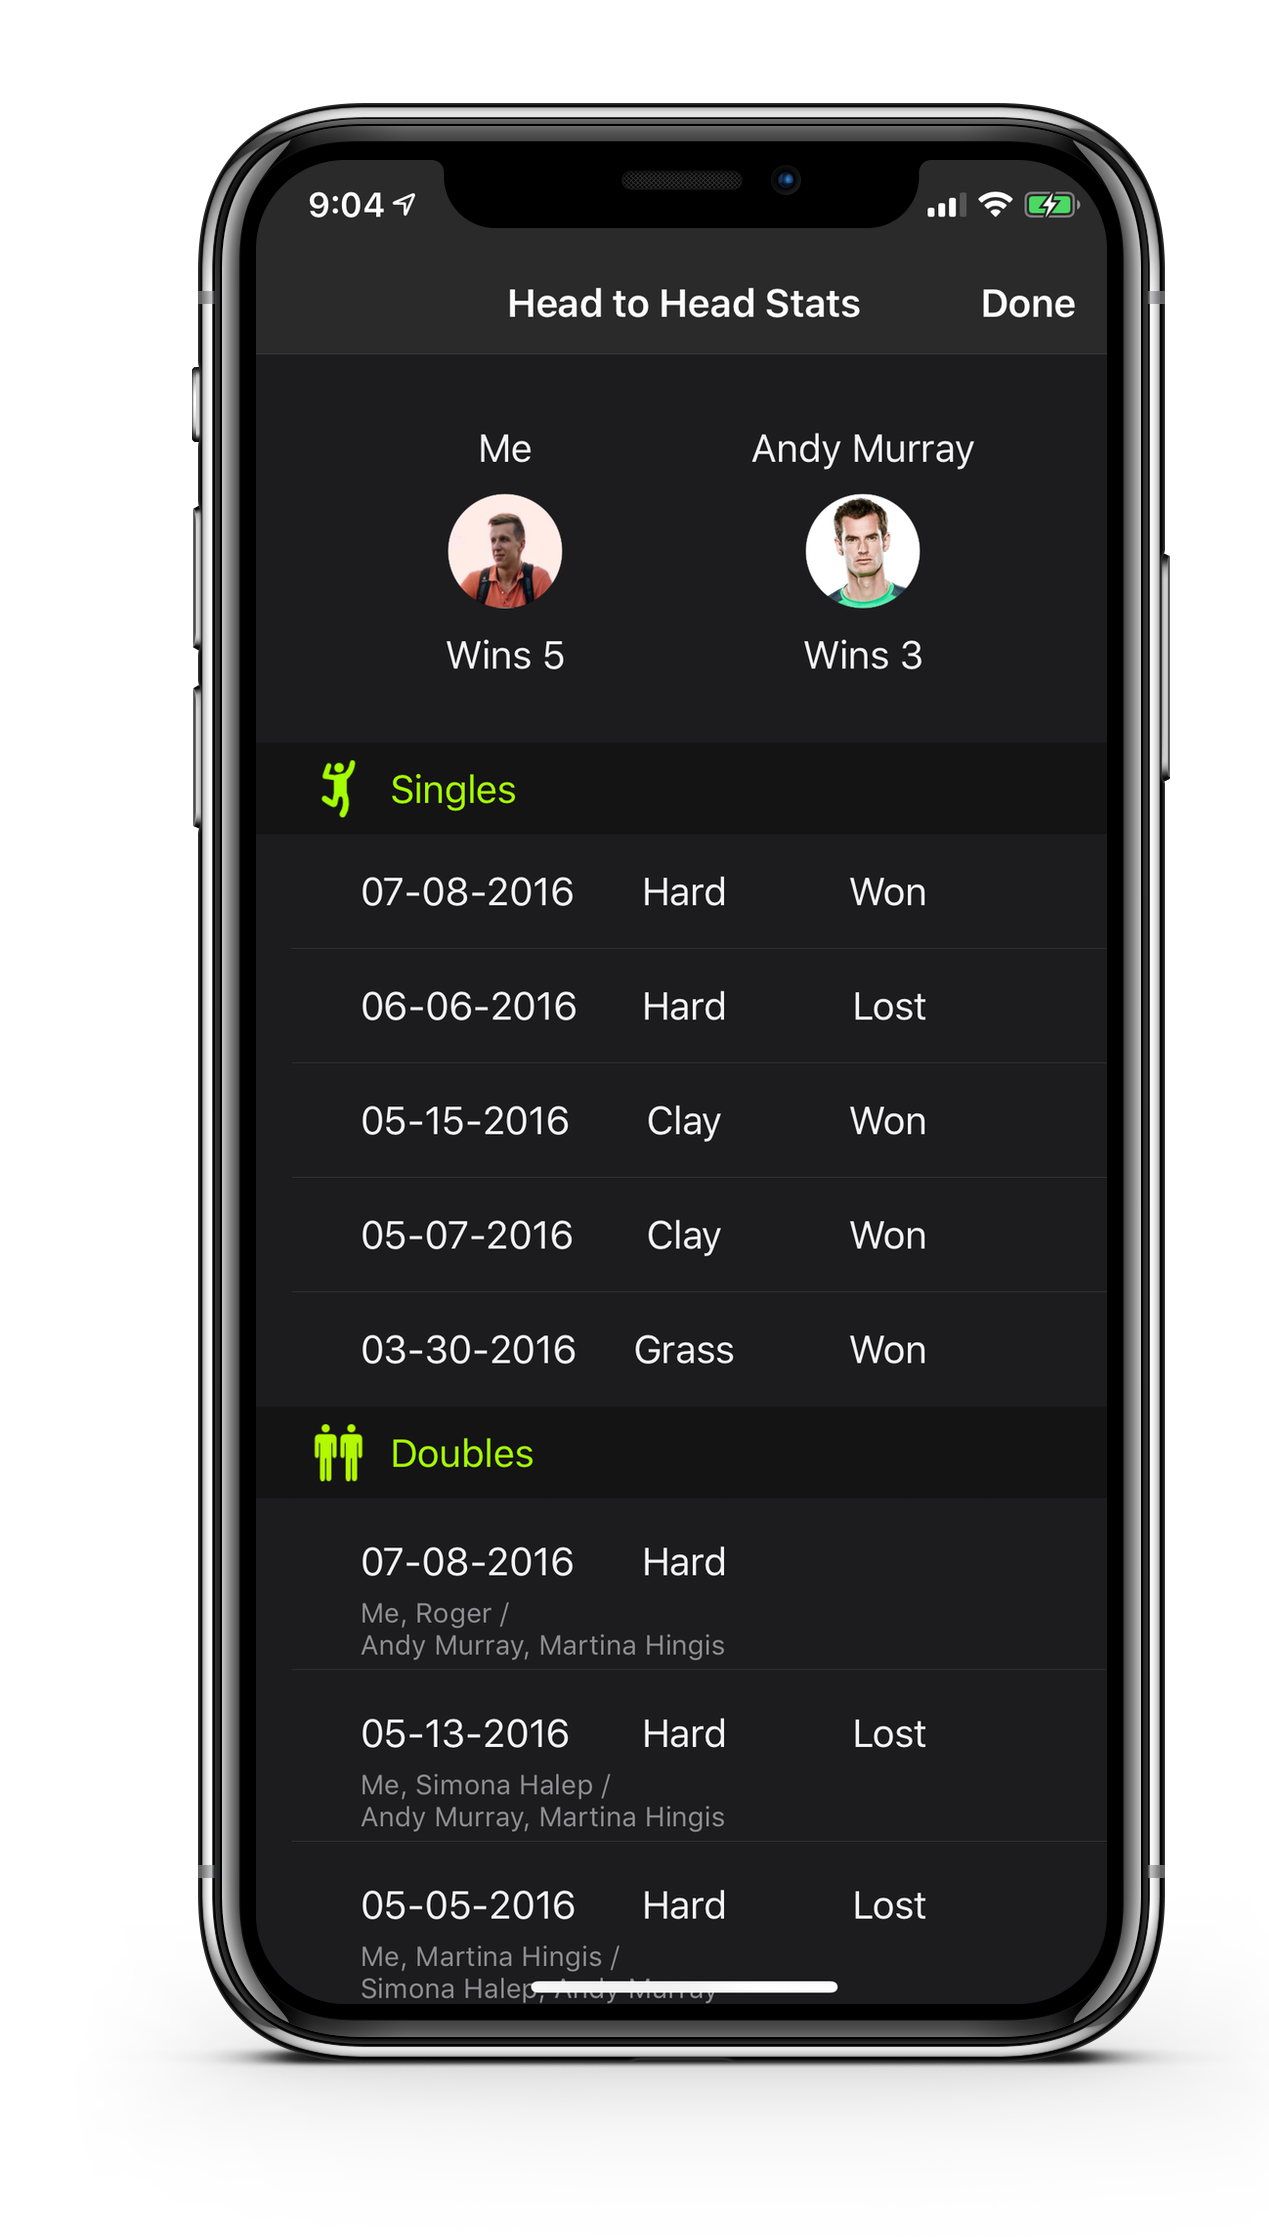 9:04
Head to Head Stats Done
Me Andy Murray
Wins 5 Wins 3
Singles
07-08-2016 Hard Won
06-06-2016 Hard Lost
05-15-2016 Clay Won
05-07-2016 Clay Won
03-30-2016 Grass Won
Doubles
07-08-2016 Hard
Me, Roger /
Andy Murray, Martina Hingis
05-13-2016 Hard Lost
Me, Simona Halep /
Andy Murray, Martina Hingis
05-05-2016 Hard Lost
Me, Martina Hingis /
Simona Halep, Andy Murray